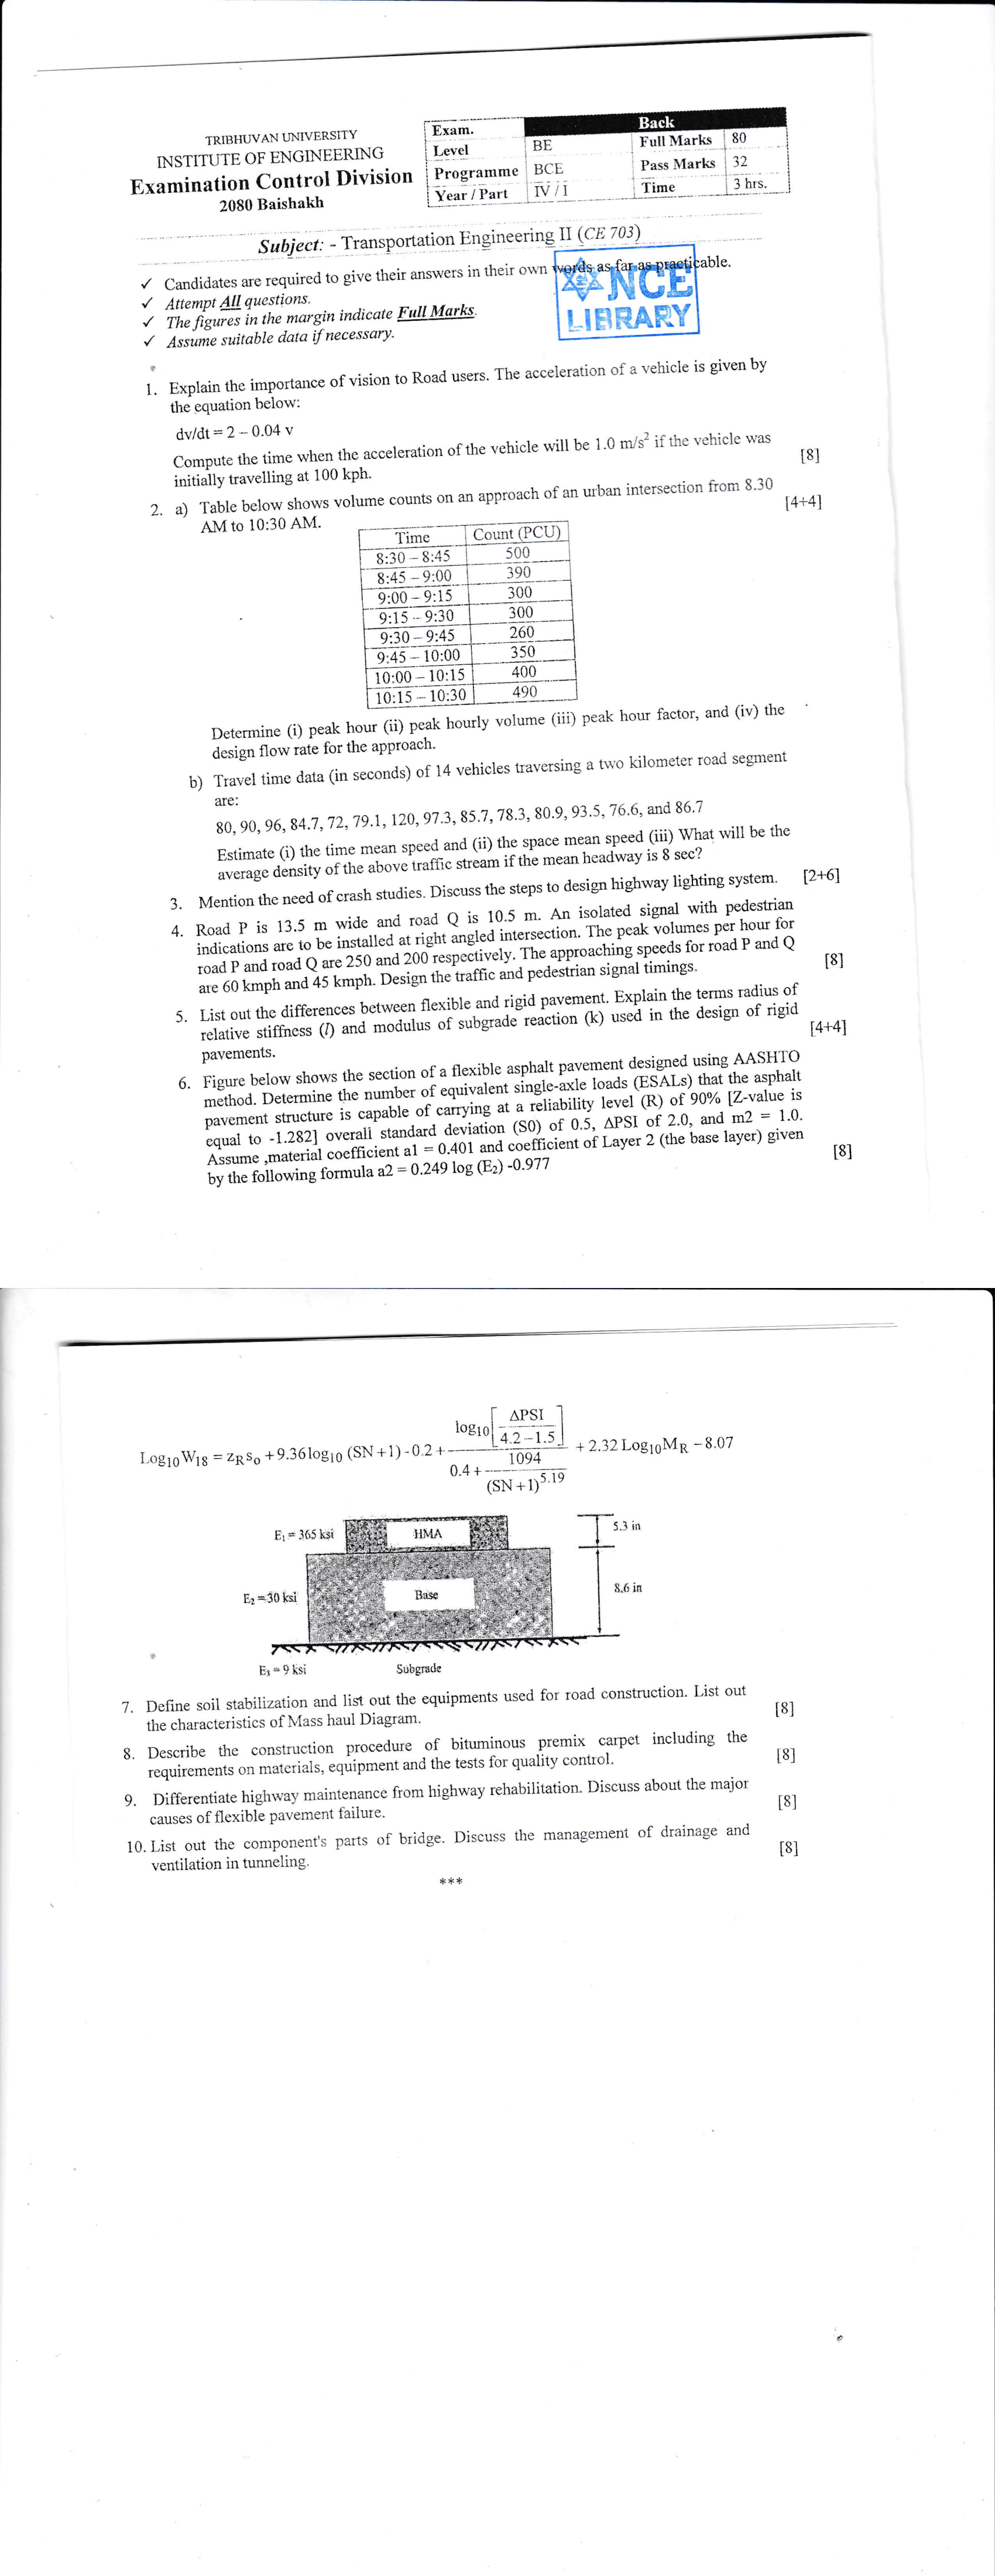 TRIBHUVAN UNIVERSITY
INSTITUTE OF ENGINEERING
Examination Control Division
2080 Baishakh
Exam. Back
Level BE Full Marks 80
Programme BCE Pass Marks 32
Year / Part IV / I Time 3 hrs.
Subject: - Transportation Engineering II (CE 703)
✓ Candidates are required to give their answers in their own words as far as practicable.
✓ Attempt All questions.
✓ The figures in the margin indicate Full Marks.
✓ Assume suitable data if necessary.
NCE
LIBRARY
1. Explain the importance of vision to Road users. The acceleration of a vehicle is given by
the equation below:
dv/dt = 2 – 0.04 v
Compute the time when the acceleration of the vehicle will be 1.0 m/s² if the vehicle was
initially travelling at 100 kph. [8]
2. a) Table below shows volume counts on an approach of an urban intersection from 8.30
AM to 10:30 AM. [4+4]
Time Count (PCU)
8:30 – 8:45 500
8:45 – 9:00 390
9:00 – 9:15 300
9:15 – 9:30 300
9:30 – 9:45 260
9:45 – 10:00 350
10:00 – 10:15 400
10:15 – 10:30 490
Determine (i) peak hour (ii) peak hourly volume (iii) peak hour factor, and (iv) the
design flow rate for the approach.
b) Travel time data (in seconds) of 14 vehicles traversing a two kilometer road segment
are:
80, 90, 96, 84.7, 72, 79.1, 120, 97.3, 85.7, 78.3, 80.9, 93.5, 76.6, and 86.7
Estimate (i) the time mean speed and (ii) the space mean speed (iii) What will be the
average density of the above traffic stream if the mean headway is 8 sec?
3. Mention the need of crash studies. Discuss the steps to design highway lighting system. [2+6]
4. Road P is 13.5 m wide and road Q is 10.5 m. An isolated signal with pedestrian
indications are to be installed at right angled intersection. The peak volumes per hour for
road P and road Q are 250 and 200 respectively. The approaching speeds for road P and Q
are 60 kmph and 45 kmph. Design the traffic and pedestrian signal timings. [8]
5. List out the differences between flexible and rigid pavement. Explain the terms radius of
relative stiffness (l) and modulus of subgrade reaction (k) used in the design of rigid
pavements. [4+4]
6. Figure below shows the section of a flexible asphalt pavement designed using AASHTO
method. Determine the number of equivalent single-axle loads (ESALs) that the asphalt
pavement structure is capable of carrying at a reliability level (R) of 90% [Z-value is
equal to -1.282] overall standard deviation (S0) of 0.5, ΔPSI of 2.0, and m2 = 1.0.
Assume ,material coefficient a1 = 0.401 and coefficient of Layer 2 (the base layer) given
by the following formula a2 = 0.249 log (E₂) -0.977 [8]
Log₁₀W₁₈ = z_R s_o + 9.36 log₁₀ (SN + 1) - 0.2 + log₁₀[ΔPSI / (4.2 – 1.5)] / (0.4 + 1094 / (SN + 1)^5.19) + 2.32 Log₁₀M_R – 8.07
E₁ = 365 ksi HMA 5.3 in
E₂ = 30 ksi Base 8.6 in
E₃ = 9 ksi Subgrade
7. Define soil stabilization and list out the equipments used for road construction. List out
the characteristics of Mass haul Diagram. [8]
8. Describe the construction procedure of bituminous premix carpet including the
requirements on materials, equipment and the tests for quality control. [8]
9. Differentiate highway maintenance from highway rehabilitation. Discuss about the major
causes of flexible pavement failure. [8]
10. List out the component's parts of bridge. Discuss the management of drainage and
ventilation in tunneling. [8]
***